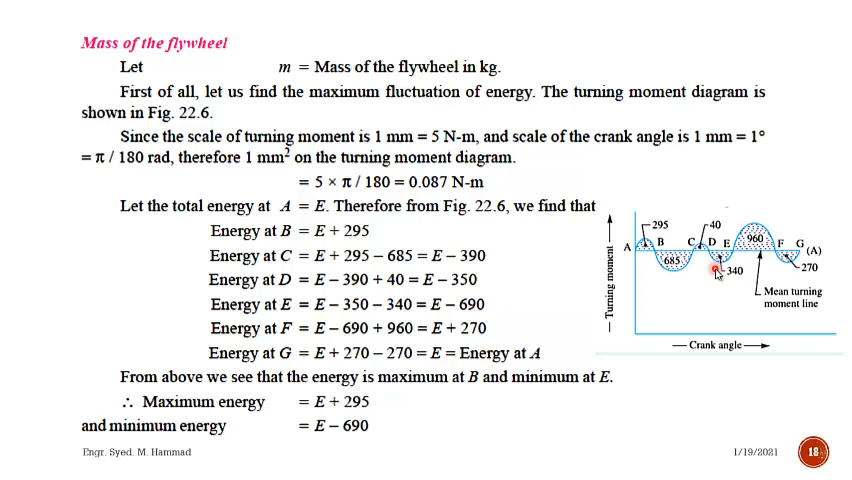 Mass of the flywheel
Let m = Mass of the flywheel in kg.
First of all, let us find the maximum fluctuation of energy. The turning moment diagram is
shown in Fig. 22.6.
Since the scale of turning moment is 1 mm = 5 N-m, and scale of the crank angle is 1 mm = 1°
= π / 180 rad, therefore 1 mm² on the turning moment diagram.
= 5 × π / 180 = 0.087 N-m
Let the total energy at A = E. Therefore from Fig. 22.6, we find that
Energy at B = E + 295
Energy at C = E + 295 – 685 = E – 390
Energy at D = E – 390 + 40 = E – 350
Energy at E = E – 350 – 340 = E – 690
Energy at F = E – 690 + 960 = E + 270
Energy at G = E + 270 – 270 = E = Energy at A
From above we see that the energy is maximum at B and minimum at E.
∴ Maximum energy = E + 295
and minimum energy = E – 690
295
40
A B C D E 960 F G (A)
685
340
270
Mean turning
moment line
Turning moment
Crank angle
Engr. Syed. M. Hammad
1/19/2021
18